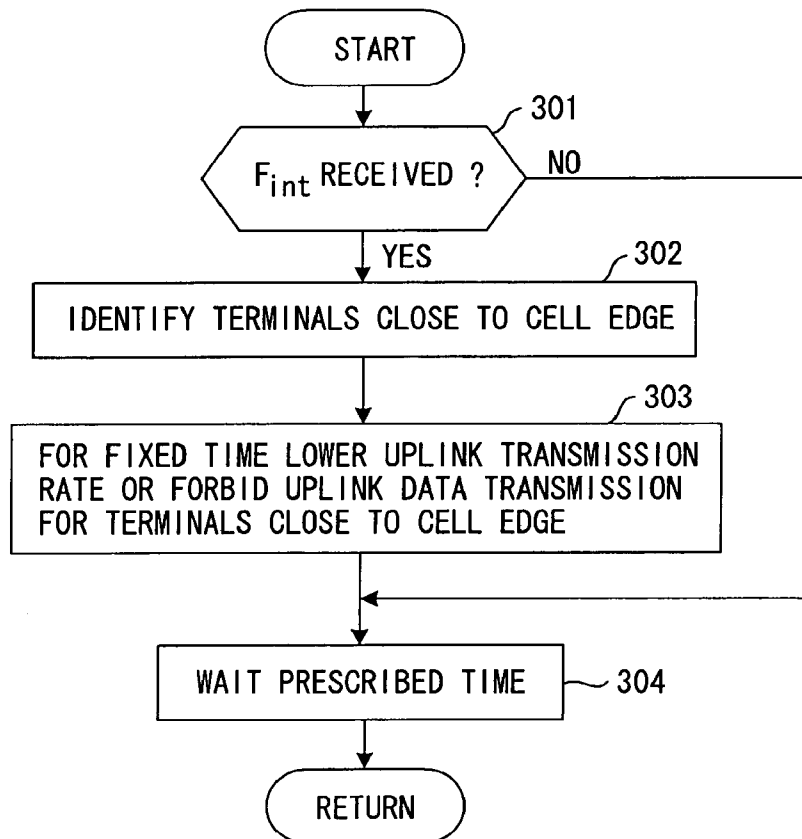 START
301
Fint RECEIVED ?
NO
YES
302
IDENTIFY TERMINALS CLOSE TO CELL EDGE
303
FOR FIXED TIME LOWER UPLINK TRANSMISSION
RATE OR FORBID UPLINK DATA TRANSMISSION
FOR TERMINALS CLOSE TO CELL EDGE
WAIT PRESCRIBED TIME
304
RETURN